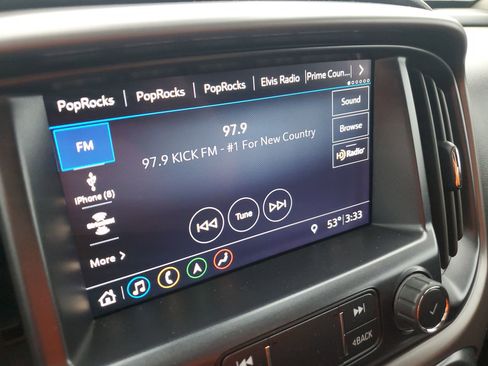 PopRocks PopRocks PopRocks Elvis Radio Prime Coun...
FM
97.9
97.9 KICK FM - #1 For New Country
Sound
Browse
HD Radio
iPhone (8)
Tune
More >
53° 3:33
<BACK